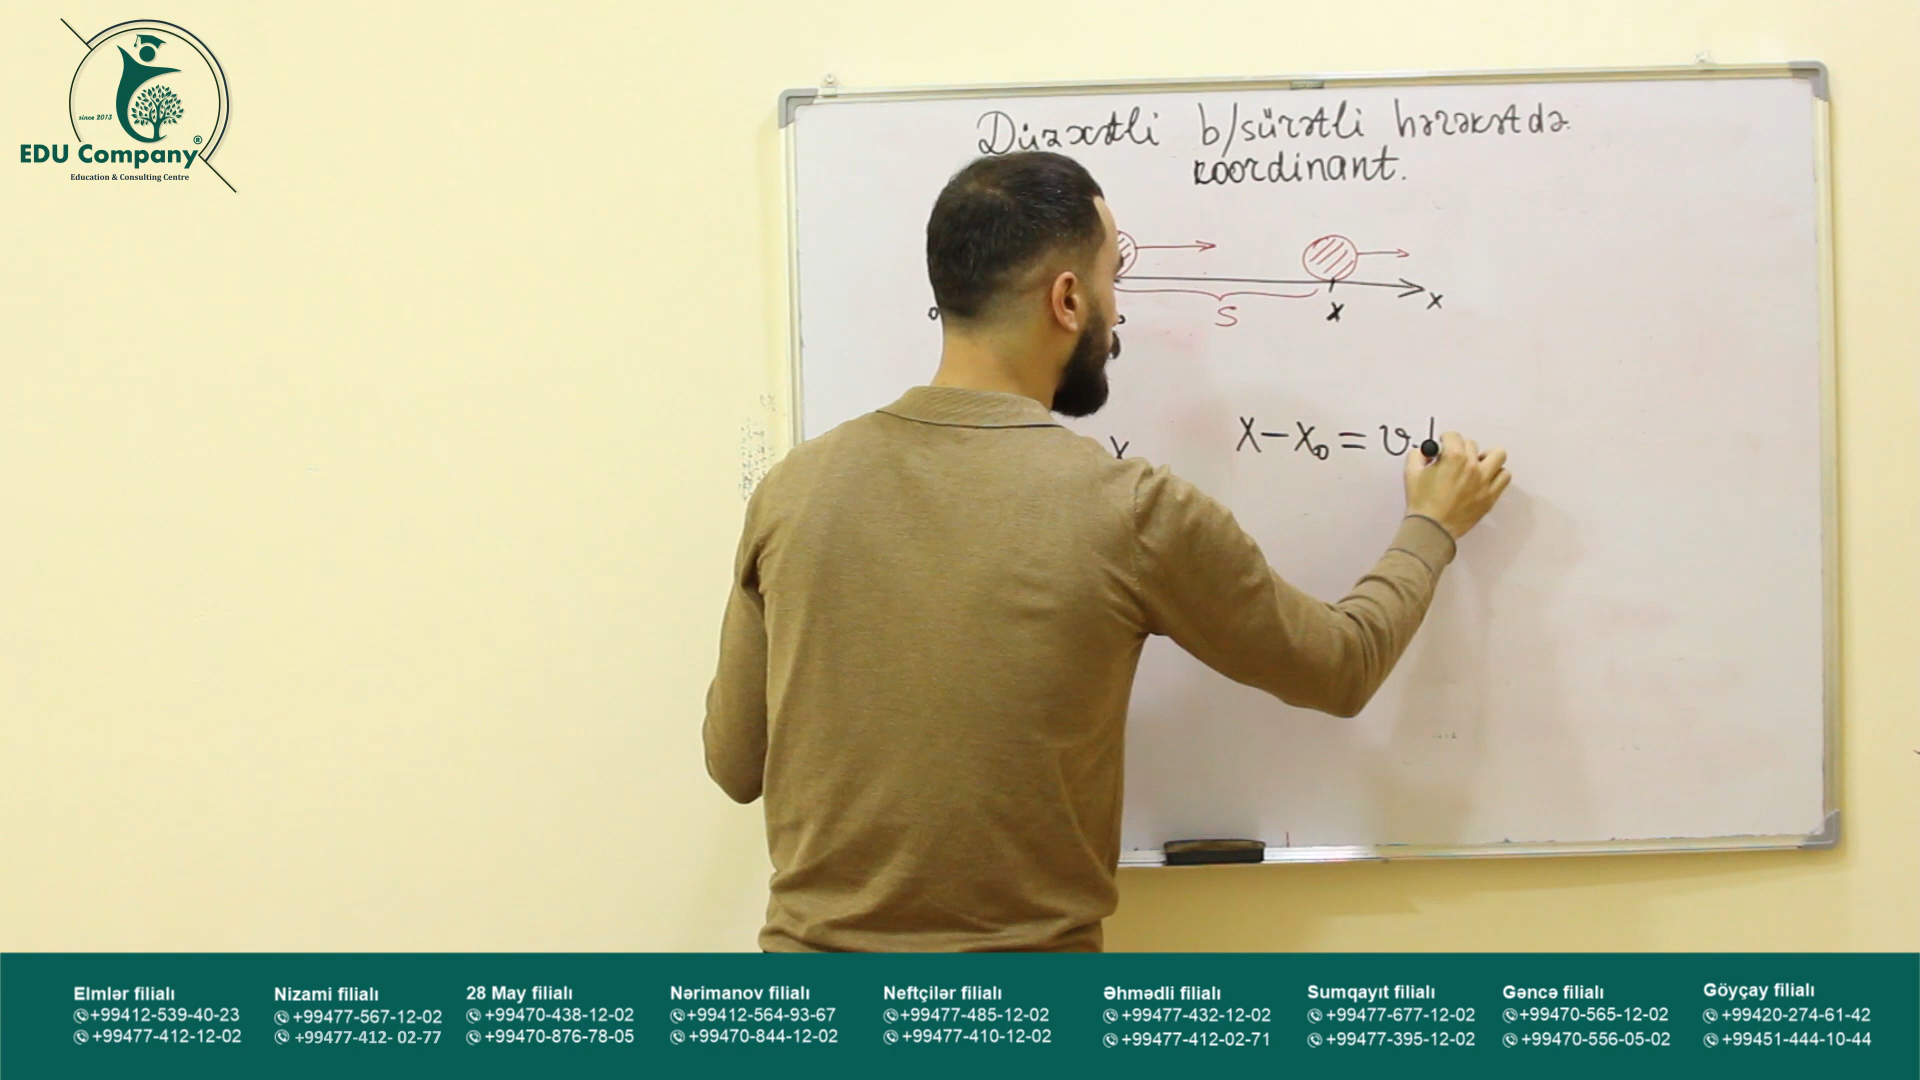 since 2013
EDU Company®
Education & Consulting Centre
Düzxətli b/sürətli hərəkətdə
koordinant.
S
x
x
X
X-X₀ = v.
Elmlər filialı
+99412-539-40-23
+99477-412-12-02
Nizami filialı
+99477-567-12-02
+99477-412- 02-77
28 May filialı
+99470-438-12-02
+99470-876-78-05
Nərimanov filialı
+99412-564-93-67
+99470-844-12-02
Neftçilər filialı
+99477-485-12-02
+99477-410-12-02
Əhmədli filialı
+99477-432-12-02
+99477-412-02-71
Sumqayıt filialı
+99477-677-12-02
+99477-395-12-02
Gəncə filialı
+99470-565-12-02
+99470-556-05-02
Göyçay filialı
+99420-274-61-42
+99451-444-10-44